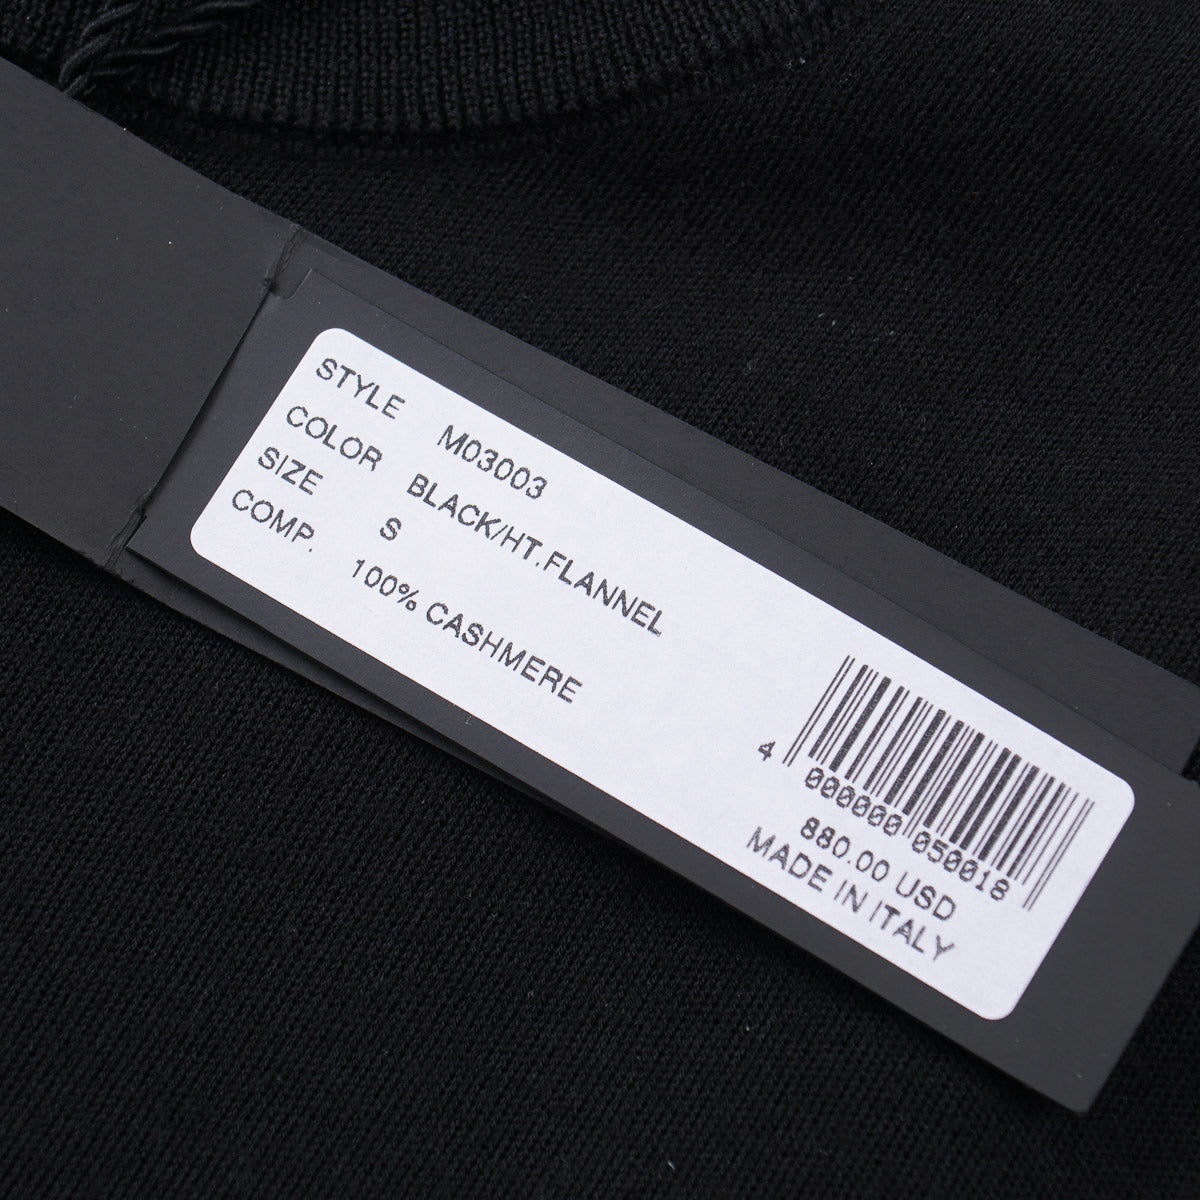 STYLE M03003
COLOR BLACK/HT.FLANNEL
SIZE S
COMP. 100% CASHMERE
4 000000 050018
880.00 USD
MADE IN ITALY